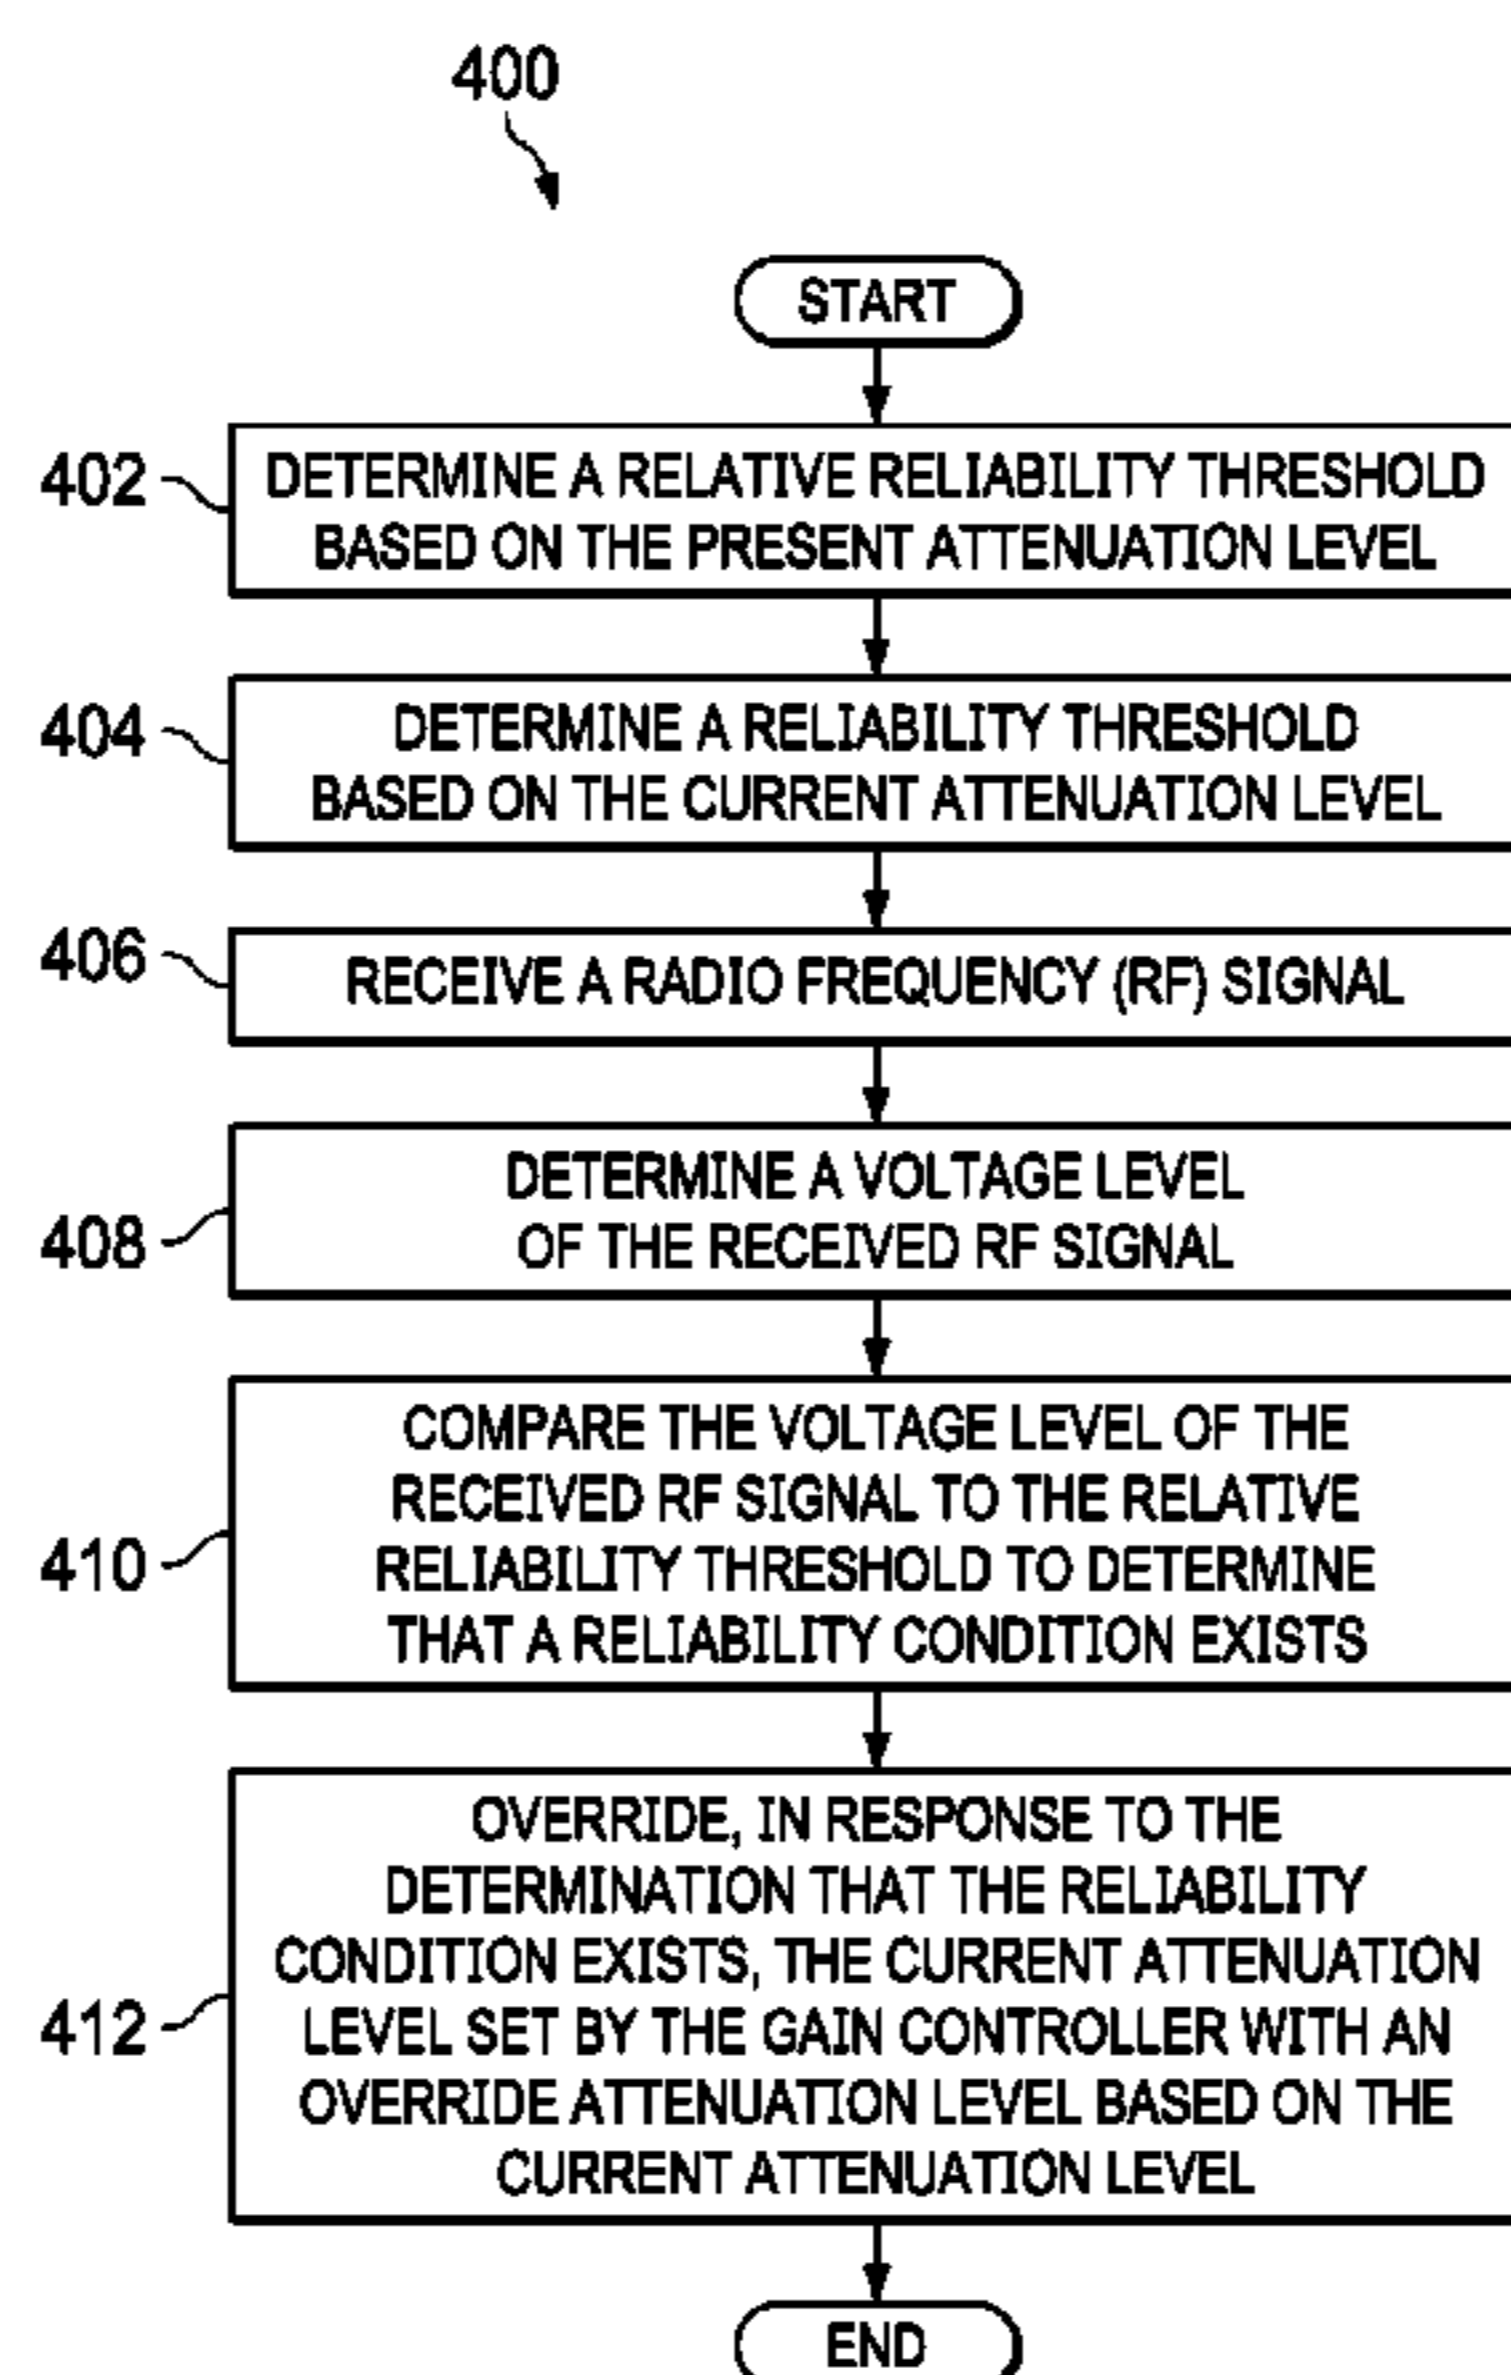 400
START
402
DETERMINE A RELATIVE RELIABILITY THRESHOLD
BASED ON THE PRESENT ATTENUATION LEVEL
404
DETERMINE A RELIABILITY THRESHOLD
BASED ON THE CURRENT ATTENUATION LEVEL
406
RECEIVE A RADIO FREQUENCY (RF) SIGNAL
408
DETERMINE A VOLTAGE LEVEL
OF THE RECEIVED RF SIGNAL
410
COMPARE THE VOLTAGE LEVEL OF THE
RECEIVED RF SIGNAL TO THE RELATIVE
RELIABILITY THRESHOLD TO DETERMINE
THAT A RELIABILITY CONDITION EXISTS
412
OVERRIDE, IN RESPONSE TO THE
DETERMINATION THAT THE RELIABILITY
CONDITION EXISTS, THE CURRENT ATTENUATION
LEVEL SET BY THE GAIN CONTROLLER WITH AN
OVERRIDE ATTENUATION LEVEL BASED ON THE
CURRENT ATTENUATION LEVEL
END